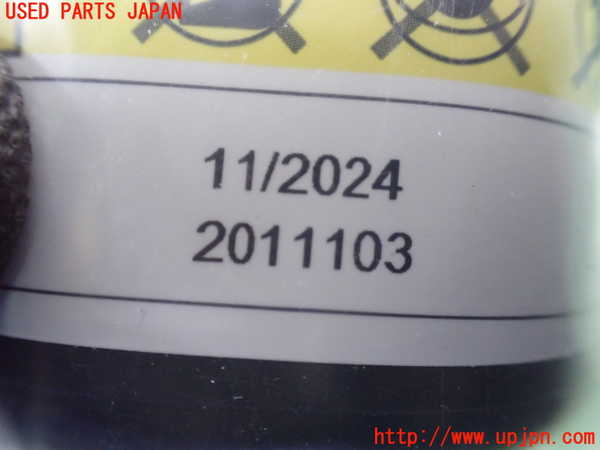 USED PARTS JAPAN
11/2024
2011103
http://www.upjpn.com/